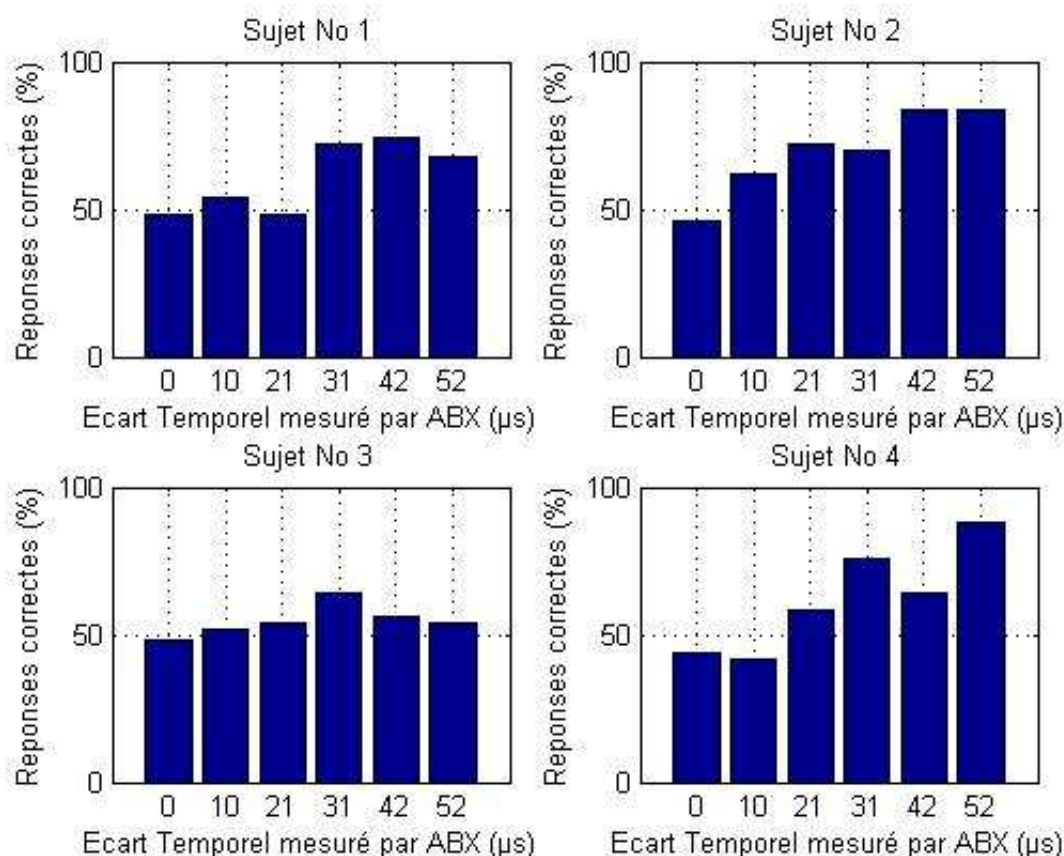 Sujet No 1
Reponses correctes (%)
100
50
0
0 10 21 31 42 52
Ecart Temporel mesuré par ABX (µs)
Sujet No 2
Reponses correctes (%)
100
50
0
0 10 21 31 42 52
Ecart Temporel mesuré par ABX (µs)
Sujet No 3
Reponses correctes (%)
100
50
0
0 10 21 31 42 52
Ecart Temporel mesuré par ABX (µs)
Sujet No 4
Reponses correctes (%)
100
50
0
0 10 21 31 42 52
Ecart Temporel mesuré par ABX (µs)